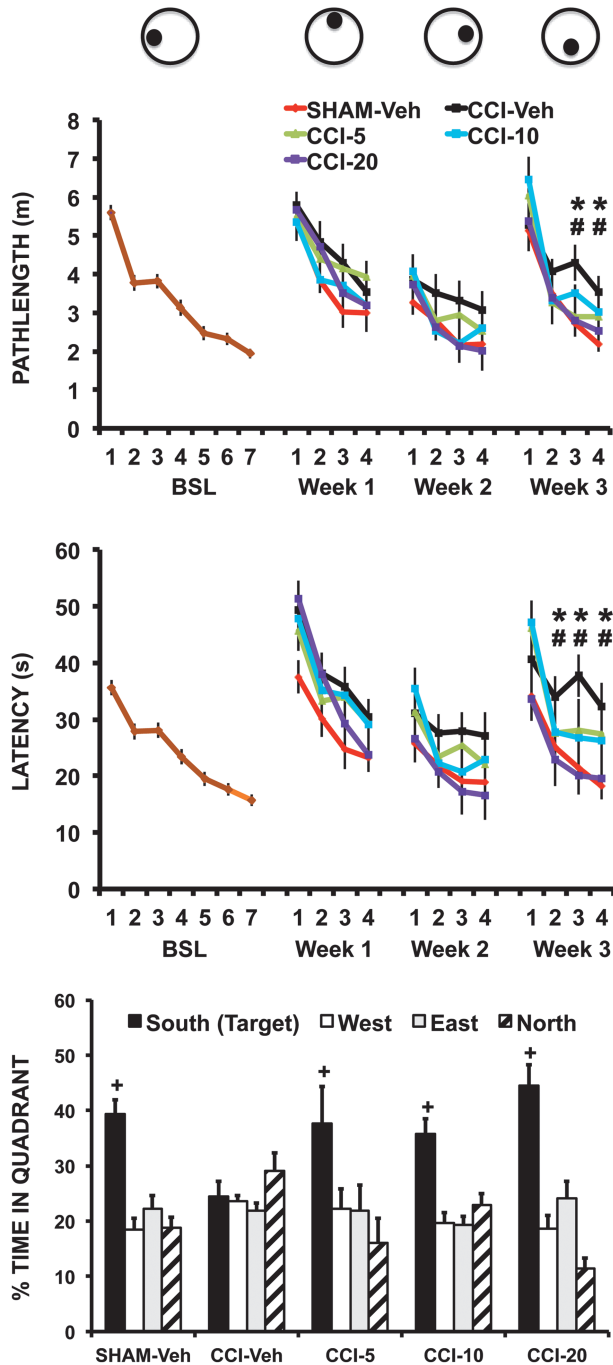 SHAM-Veh CCI-Veh
CCI-5 CCI-10
CCI-20
PATHLENGTH (m)
8
7
6
5
4
3
2
1
0
* *
# #
1 2 3 4 5 6 7 1 2 3 4 1 2 3 4 1 2 3 4
BSL Week 1 Week 2 Week 3
LATENCY (s)
60
50
40
30
20
10
0
* * *
# # #
1 2 3 4 5 6 7 1 2 3 4 1 2 3 4 1 2 3 4
BSL Week 1 Week 2 Week 3
% TIME IN QUADRANT
60
50
40
30
20
10
0
South (Target) West East North
+ + + +
SHAM-Veh CCI-Veh CCI-5 CCI-10 CCI-20